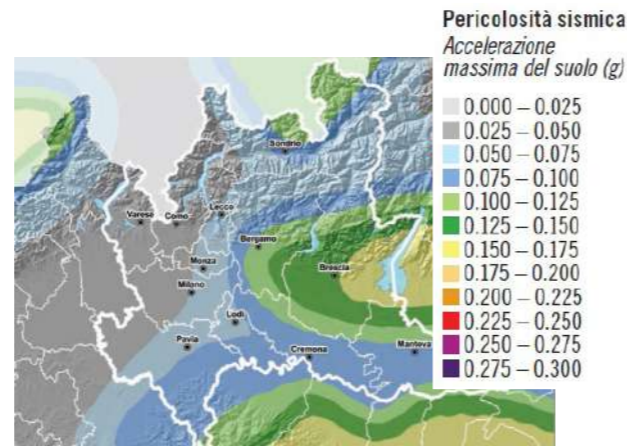 Pericolosità sismica
Accelerazione
massima del suolo (g)
0.000 – 0.025
0.025 – 0.050
0.050 – 0.075
0.075 – 0.100
0.100 – 0.125
0.125 – 0.150
0.150 – 0.175
0.175 – 0.200
0.200 – 0.225
0.225 – 0.250
0.250 – 0.275
0.275 – 0.300
Sondrio
Lecco
Varese
Como
Bergamo
Monza
Brescia
Milano
Lodi
Pavia
Cremona
Mantova